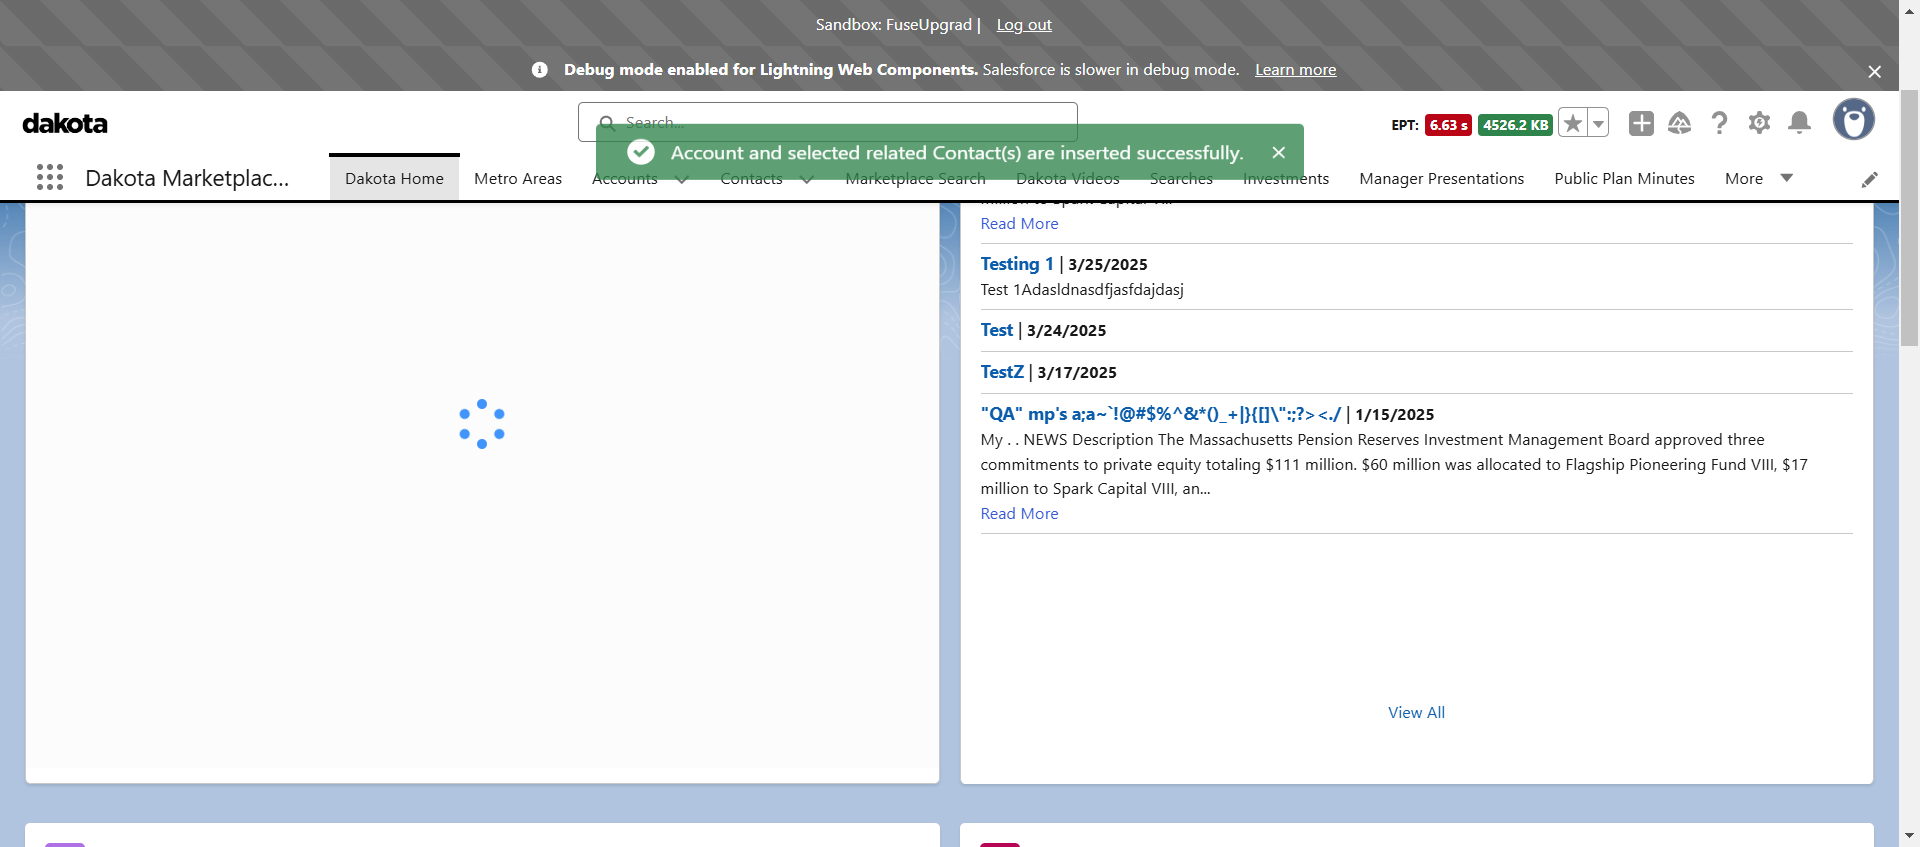 Sandbox: FuseUpgrad | Log out
Debug mode enabled for Lightning Web Components. Salesforce is slower in debug mode. Learn more
dakota
Search...
EPT: 6.63 s 4526.2 KB
Account and selected related Contact(s) are inserted successfully.
Dakota Marketplac...
Dakota Home Metro Areas Accounts Contacts Marketplace Search Dakota Videos Searches Investments Manager Presentations Public Plan Minutes More
Read More
Testing 1 | 3/25/2025
Test 1Adasldnasdfjasfdajdasj
Test | 3/24/2025
TestZ | 3/17/2025
"QA" mp's a;a~`!@#$%^&*()_+|}{[]\":;?><./ | 1/15/2025
My . . NEWS Description The Massachusetts Pension Reserves Investment Management Board approved three
commitments to private equity totaling $111 million. $60 million was allocated to Flagship Pioneering Fund VIII, $17
million to Spark Capital VIII, an...
Read More
View All